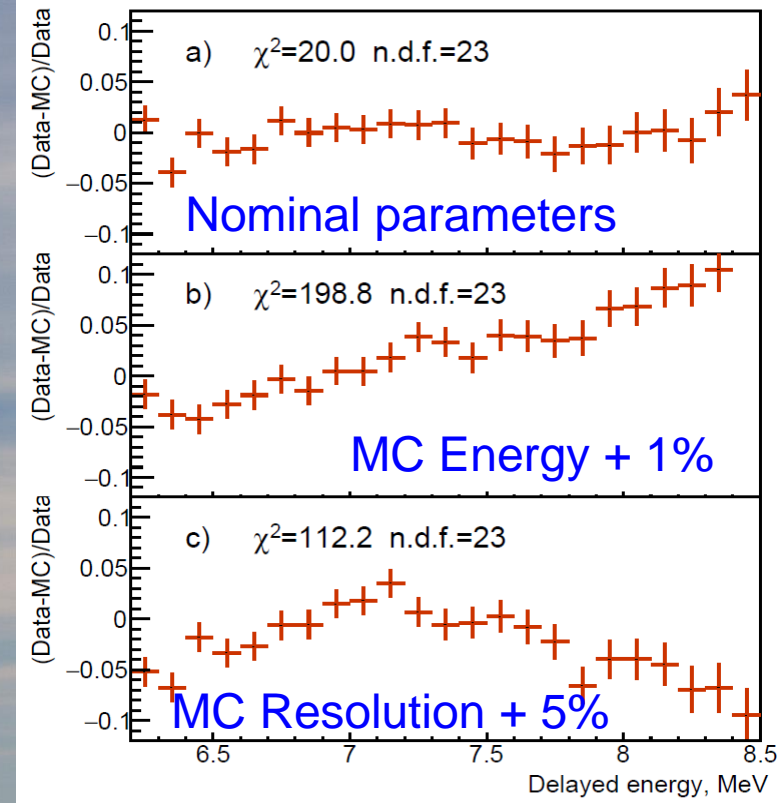 (Data-MC)/Data
0.1
0.05
0
−0.05
−0.1
a) χ²=20.0 n.d.f.=23
Nominal parameters
(Data-MC)/Data
0.1
0.05
0
−0.05
−0.1
b) χ²=198.8 n.d.f.=23
MC Energy + 1%
(Data-MC)/Data
0.1
0.05
0
−0.05
−0.1
c) χ²=112.2 n.d.f.=23
MC Resolution + 5%
6.5 7 7.5 8 8.5
Delayed energy, MeV